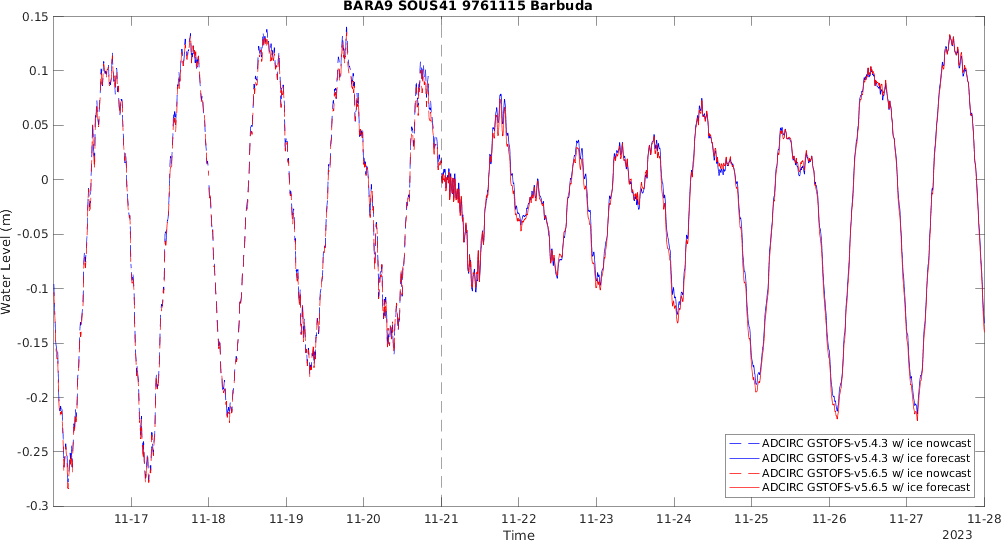 BARA9 SOUS41 9761115 Barbuda
0.15
0.1
0.05
0
-0.05
-0.1
-0.15
-0.2
-0.25
-0.3
Water Level (m)
11-17 11-18 11-19 11-20 11-21 11-22 11-23 11-24 11-25 11-26 11-27 11-28
Time
2023
ADCIRC GSTOFS-v5.4.3 w/ ice nowcast
ADCIRC GSTOFS-v5.4.3 w/ ice forecast
ADCIRC GSTOFS-v5.6.5 w/ ice nowcast
ADCIRC GSTOFS-v5.6.5 w/ ice forecast